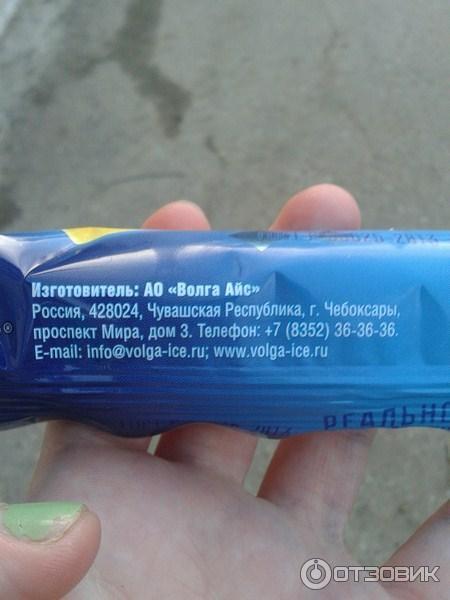 Изготовитель: АО «Волга Айс»
Россия, 428024, Чувашская Республика, г. Чебоксары,
проспект Мира, дом 3. Телефон: +7 (8352) 36-36-36.
E-mail: info@volga-ice.ru; www.volga-ice.ru
®
РЕАЛЬНО
ОТЗОВИК